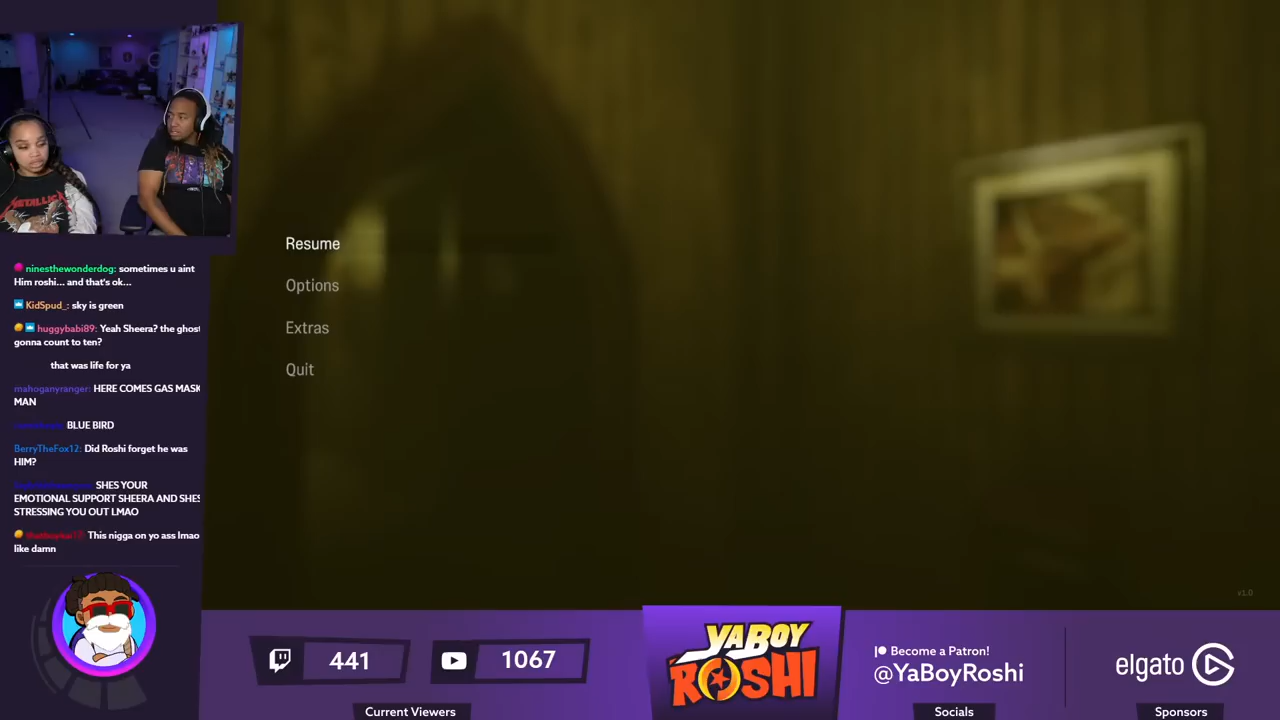 METALLICA
Resume
Options
Extras
Quit
ninesthewonderdog: sometimes u aint
Him roshi... and that's ok...
KidSpud_: sky is green
huggybabi89: Yeah Sheera? the ghost
gonna count to ten?
that was life for ya
mahoganyranger: HERE COMES GAS MASK
MAN
BLUE BIRD
BerryTheFox12: Did Roshi forget he was
HIM?
SHES YOUR
EMOTIONAL SUPPORT SHEERA AND SHES
STRESSING YOU OUT LMAO
thatboykai17: This nigga on yo ass lmao
like damn
v1.0
441
1067
Current Viewers
YABOY
ROSHI
Become a Patron!
@YaBoyRoshi
Socials
elgato
Sponsors